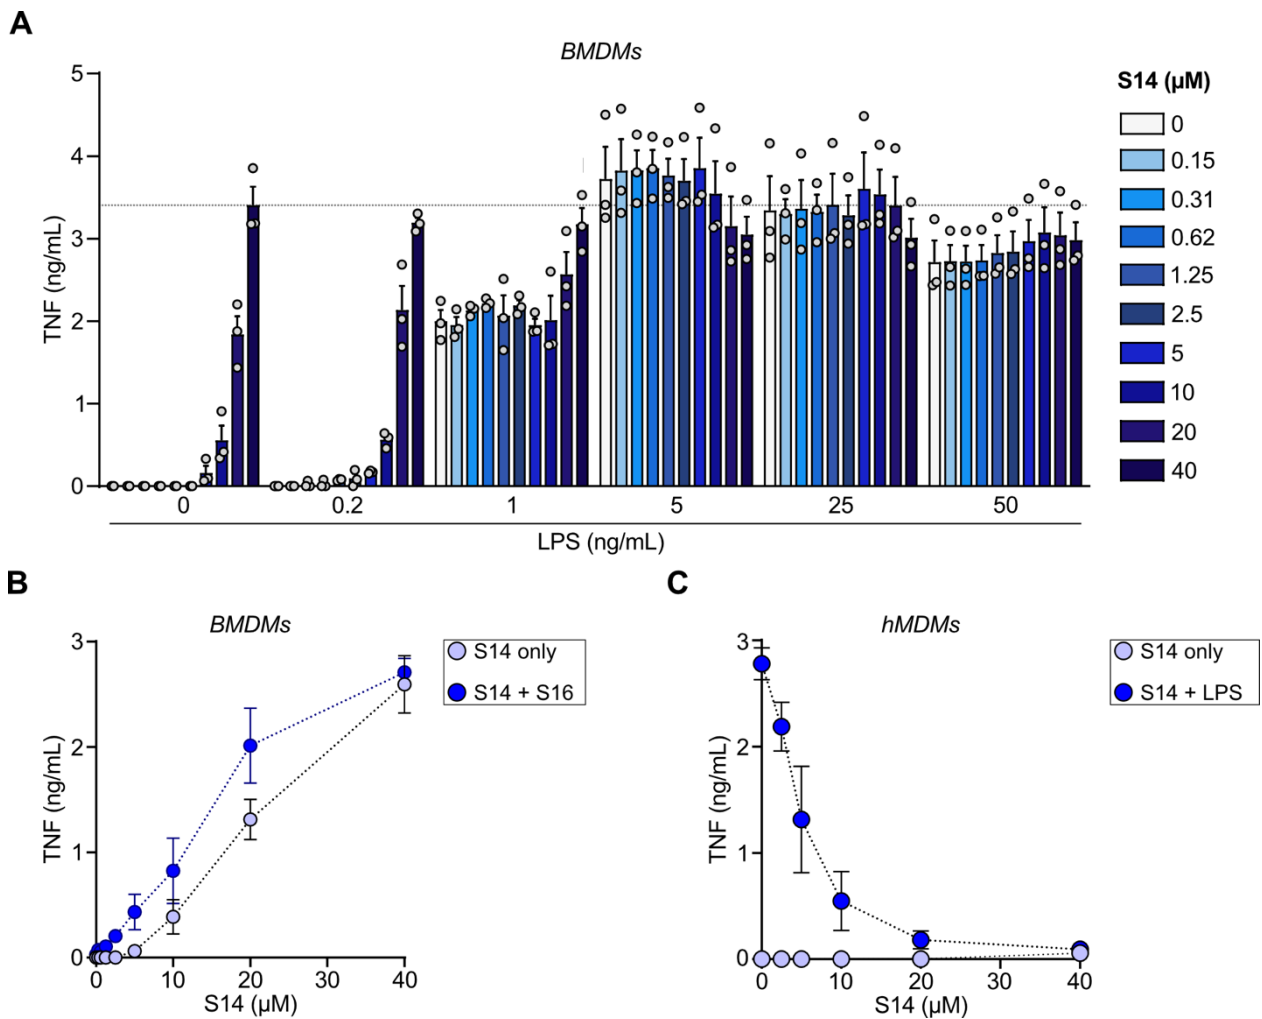 A
BMDMs
5
4
3
2
1
0
TNF (ng/mL)
0 0.2 1 5 25 50
LPS (ng/mL)
S14 (µM)
0
0.15
0.31
0.62
1.25
2.5
5
10
20
40
B
BMDMs
3
2
1
0
TNF (ng/mL)
0 10 20 30 40
S14 (µM)
S14 only
S14 + S16
C
hMDMs
3
2
1
0
TNF (ng/mL)
0 10 20 30 40
S14 (µM)
S14 only
S14 + LPS